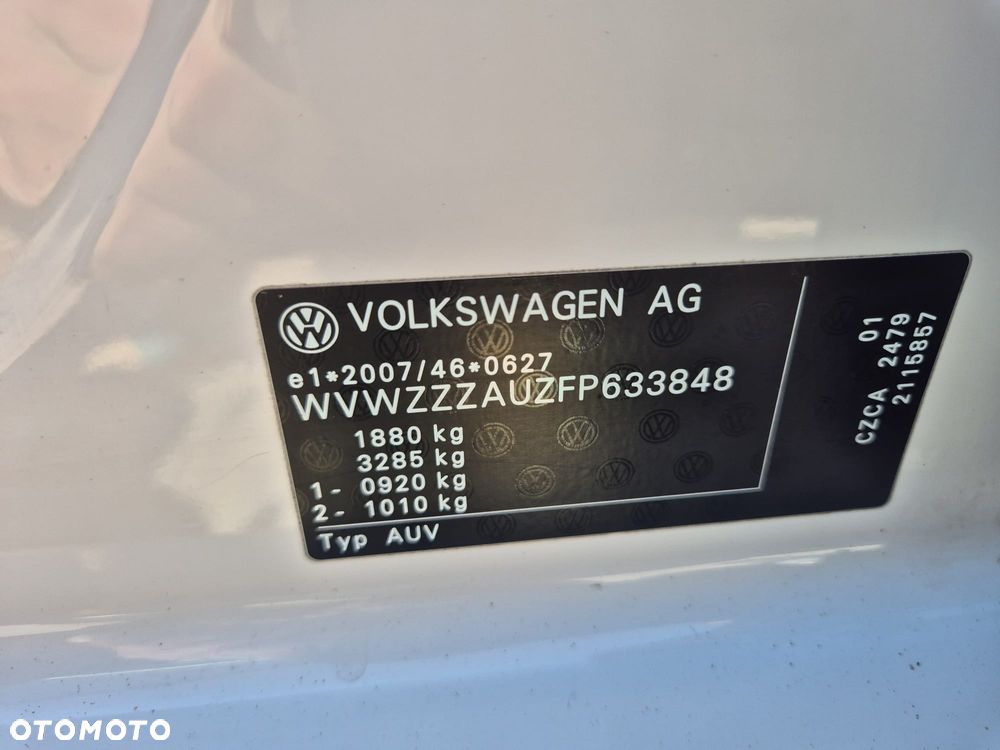 VOLKSWAGEN AG
e1*2007/46*0627
WVWZZZAUZFP633848
1880 kg
3285 kg
1- 0920 kg
2- 1010 kg
Typ AUV
01
CZCA 2479
2115857
OTOMOTO